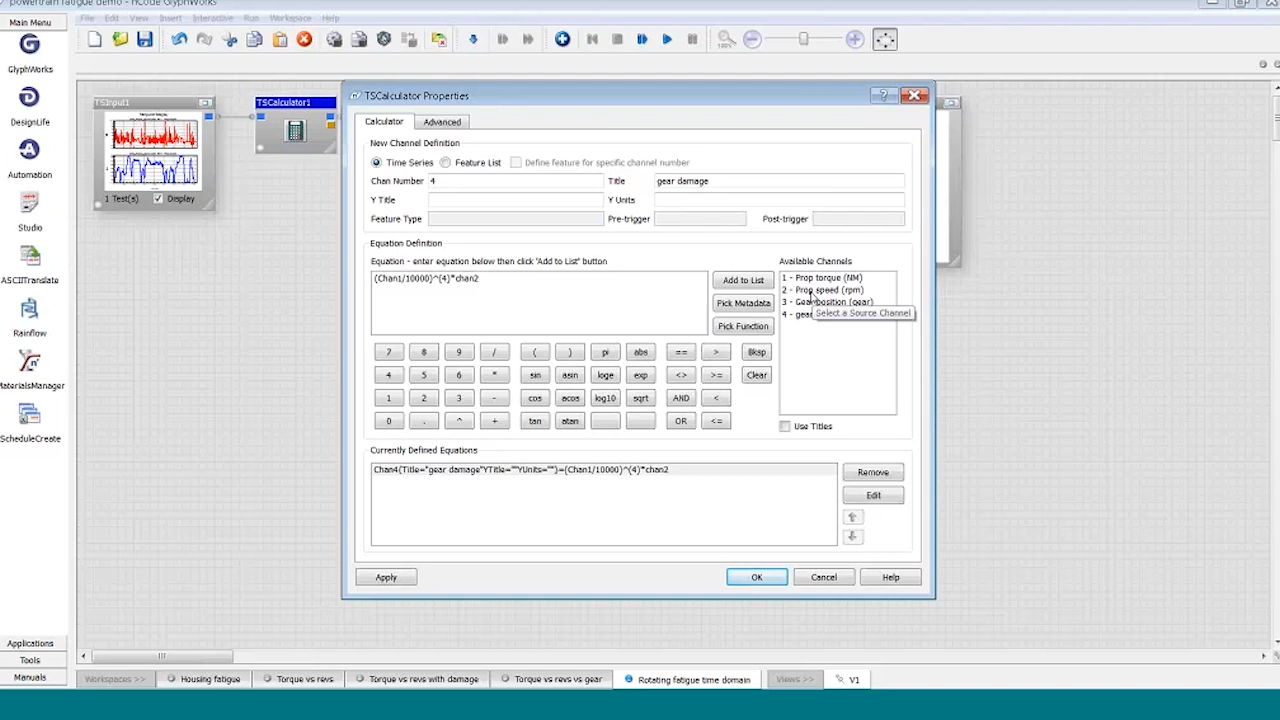 powertrain fatigue demo - nCode GlyphWorks
Main Menu
File Edit View Insert Interactive Run Workspace Help
GlyphWorks
DesignLife
Automation
Studio
ASCIITranslate
Rainflow
MaterialsManager
ScheduleCreate
Applications
Tools
Manuals
100%
TSInput1
1 Test(s) Display
TSCalculator1
TSCalculator Properties
Calculator Advanced
New Channel Definition
Time Series Feature List Define feature for specific channel number
Chan Number 4 Title gear damage
Y Title Y Units
Feature Type Pre-trigger Post-trigger
Equation Definition
Equation - enter equation below then click 'Add to List' button
(Chan1/10000)^(4)*chan2
Add to List
Pick Metadata
Pick Function
Available Channels
1 - Prop torque (NM)
2 - Prop speed (rpm)
3 - Gear position (gear)
4 - gea
Select a Source Channel
7 8 9 / ( ) pi abs == > Bksp
4 5 6 * sin asin loge exp <> >= Clear
1 2 3 - cos acos log10 sqrt AND <
0 . ^ + tan atan OR <=
Use Titles
Currently Defined Equations
Chan4{Title="gear damage"YTitle=""YUnits=""}=(Chan1/10000)^(4)*chan2
Remove
Edit
Apply OK Cancel Help
Workspaces >> Housing fatigue Torque vs revs Torque vs revs with damage Torque vs revs vs gear Rotating fatigue time domain Views >> V1